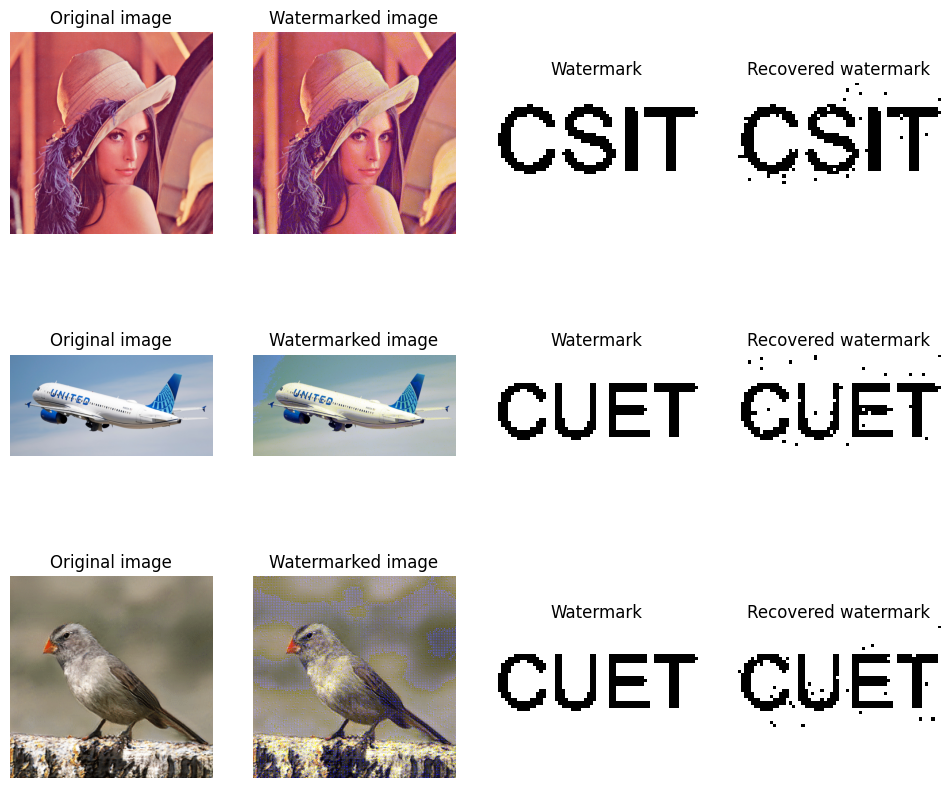 Original image
Watermarked image
Watermark
Recovered watermark
CSIT
CSIT
Original image
Watermarked image
Watermark
Recovered watermark
UNITED
UNITED
CUET
CUET
Original image
Watermarked image
Watermark
Recovered watermark
CUET
CUET